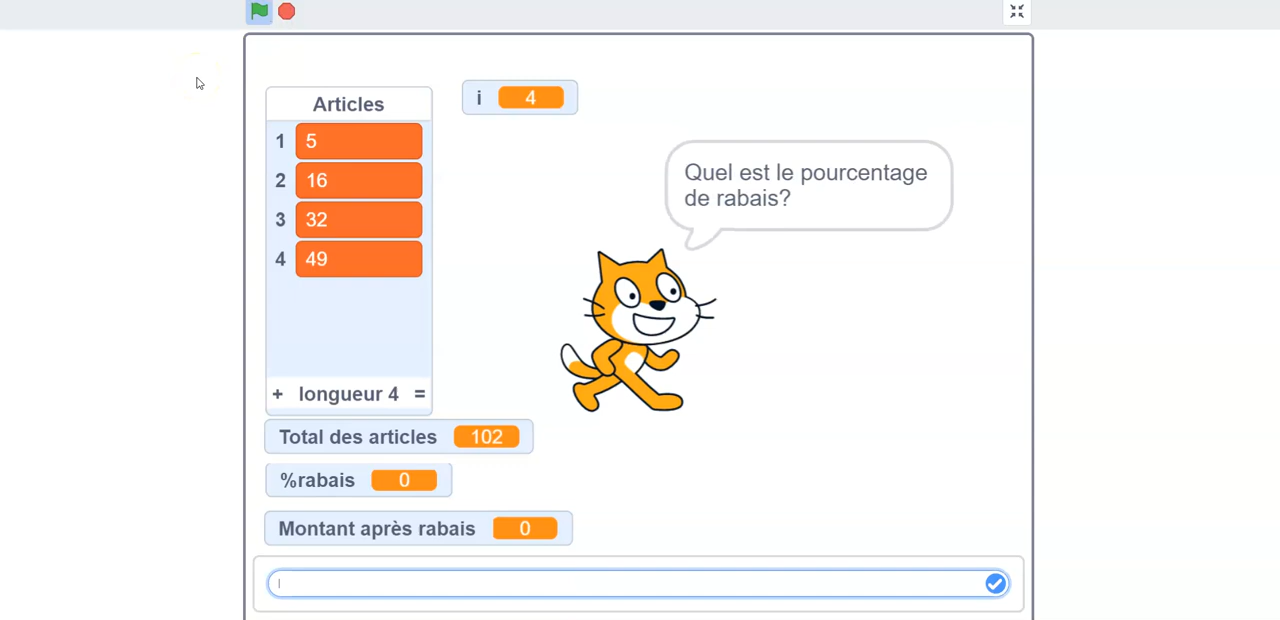 Articles
i 4
1 5
2 16
3 32
4 49
+ longueur 4 =
Quel est le pourcentage
de rabais?
Total des articles 102
%rabais 0
Montant après rabais 0